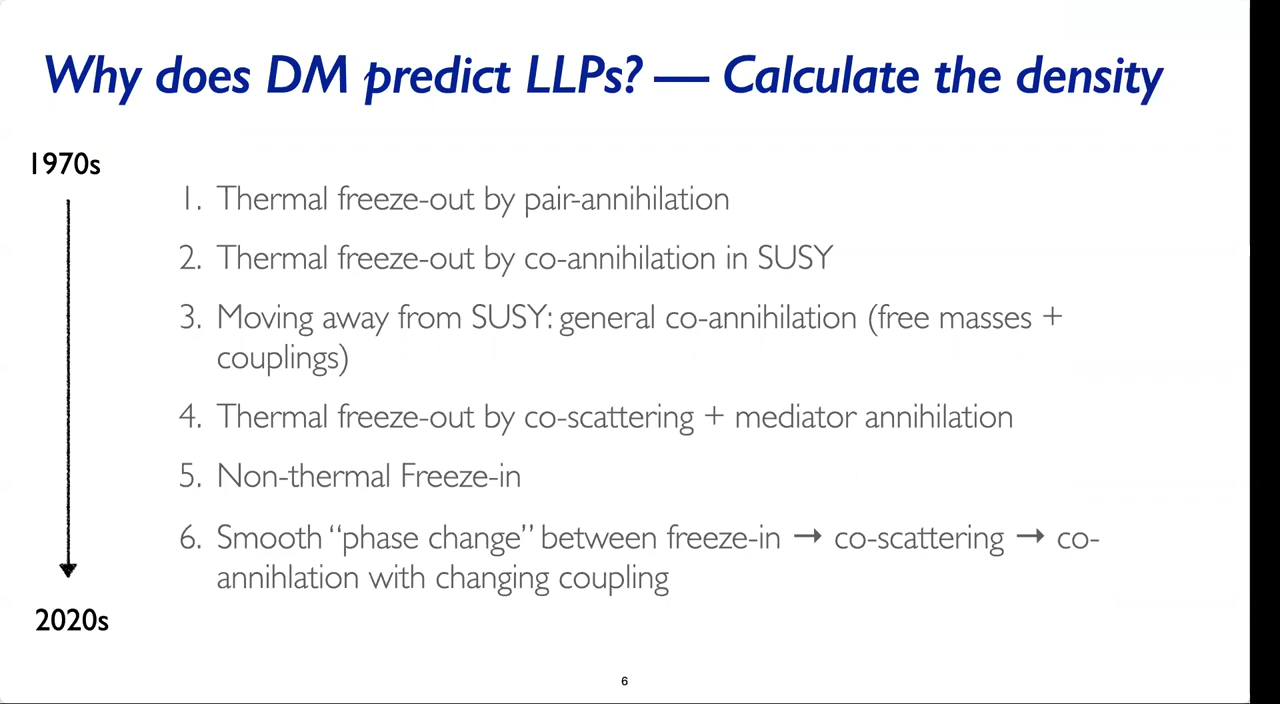 Why does DM predict LLPs? — Calculate the density
1970s
1. Thermal freeze-out by pair-annihilation
2. Thermal freeze-out by co-annihilation in SUSY
3. Moving away from SUSY: general co-annihilation (free masses +
couplings)
4. Thermal freeze-out by co-scattering + mediator annihilation
5. Non-thermal Freeze-in
6. Smooth “phase change” between freeze-in → co-scattering → co-
annihlation with changing coupling
2020s
6